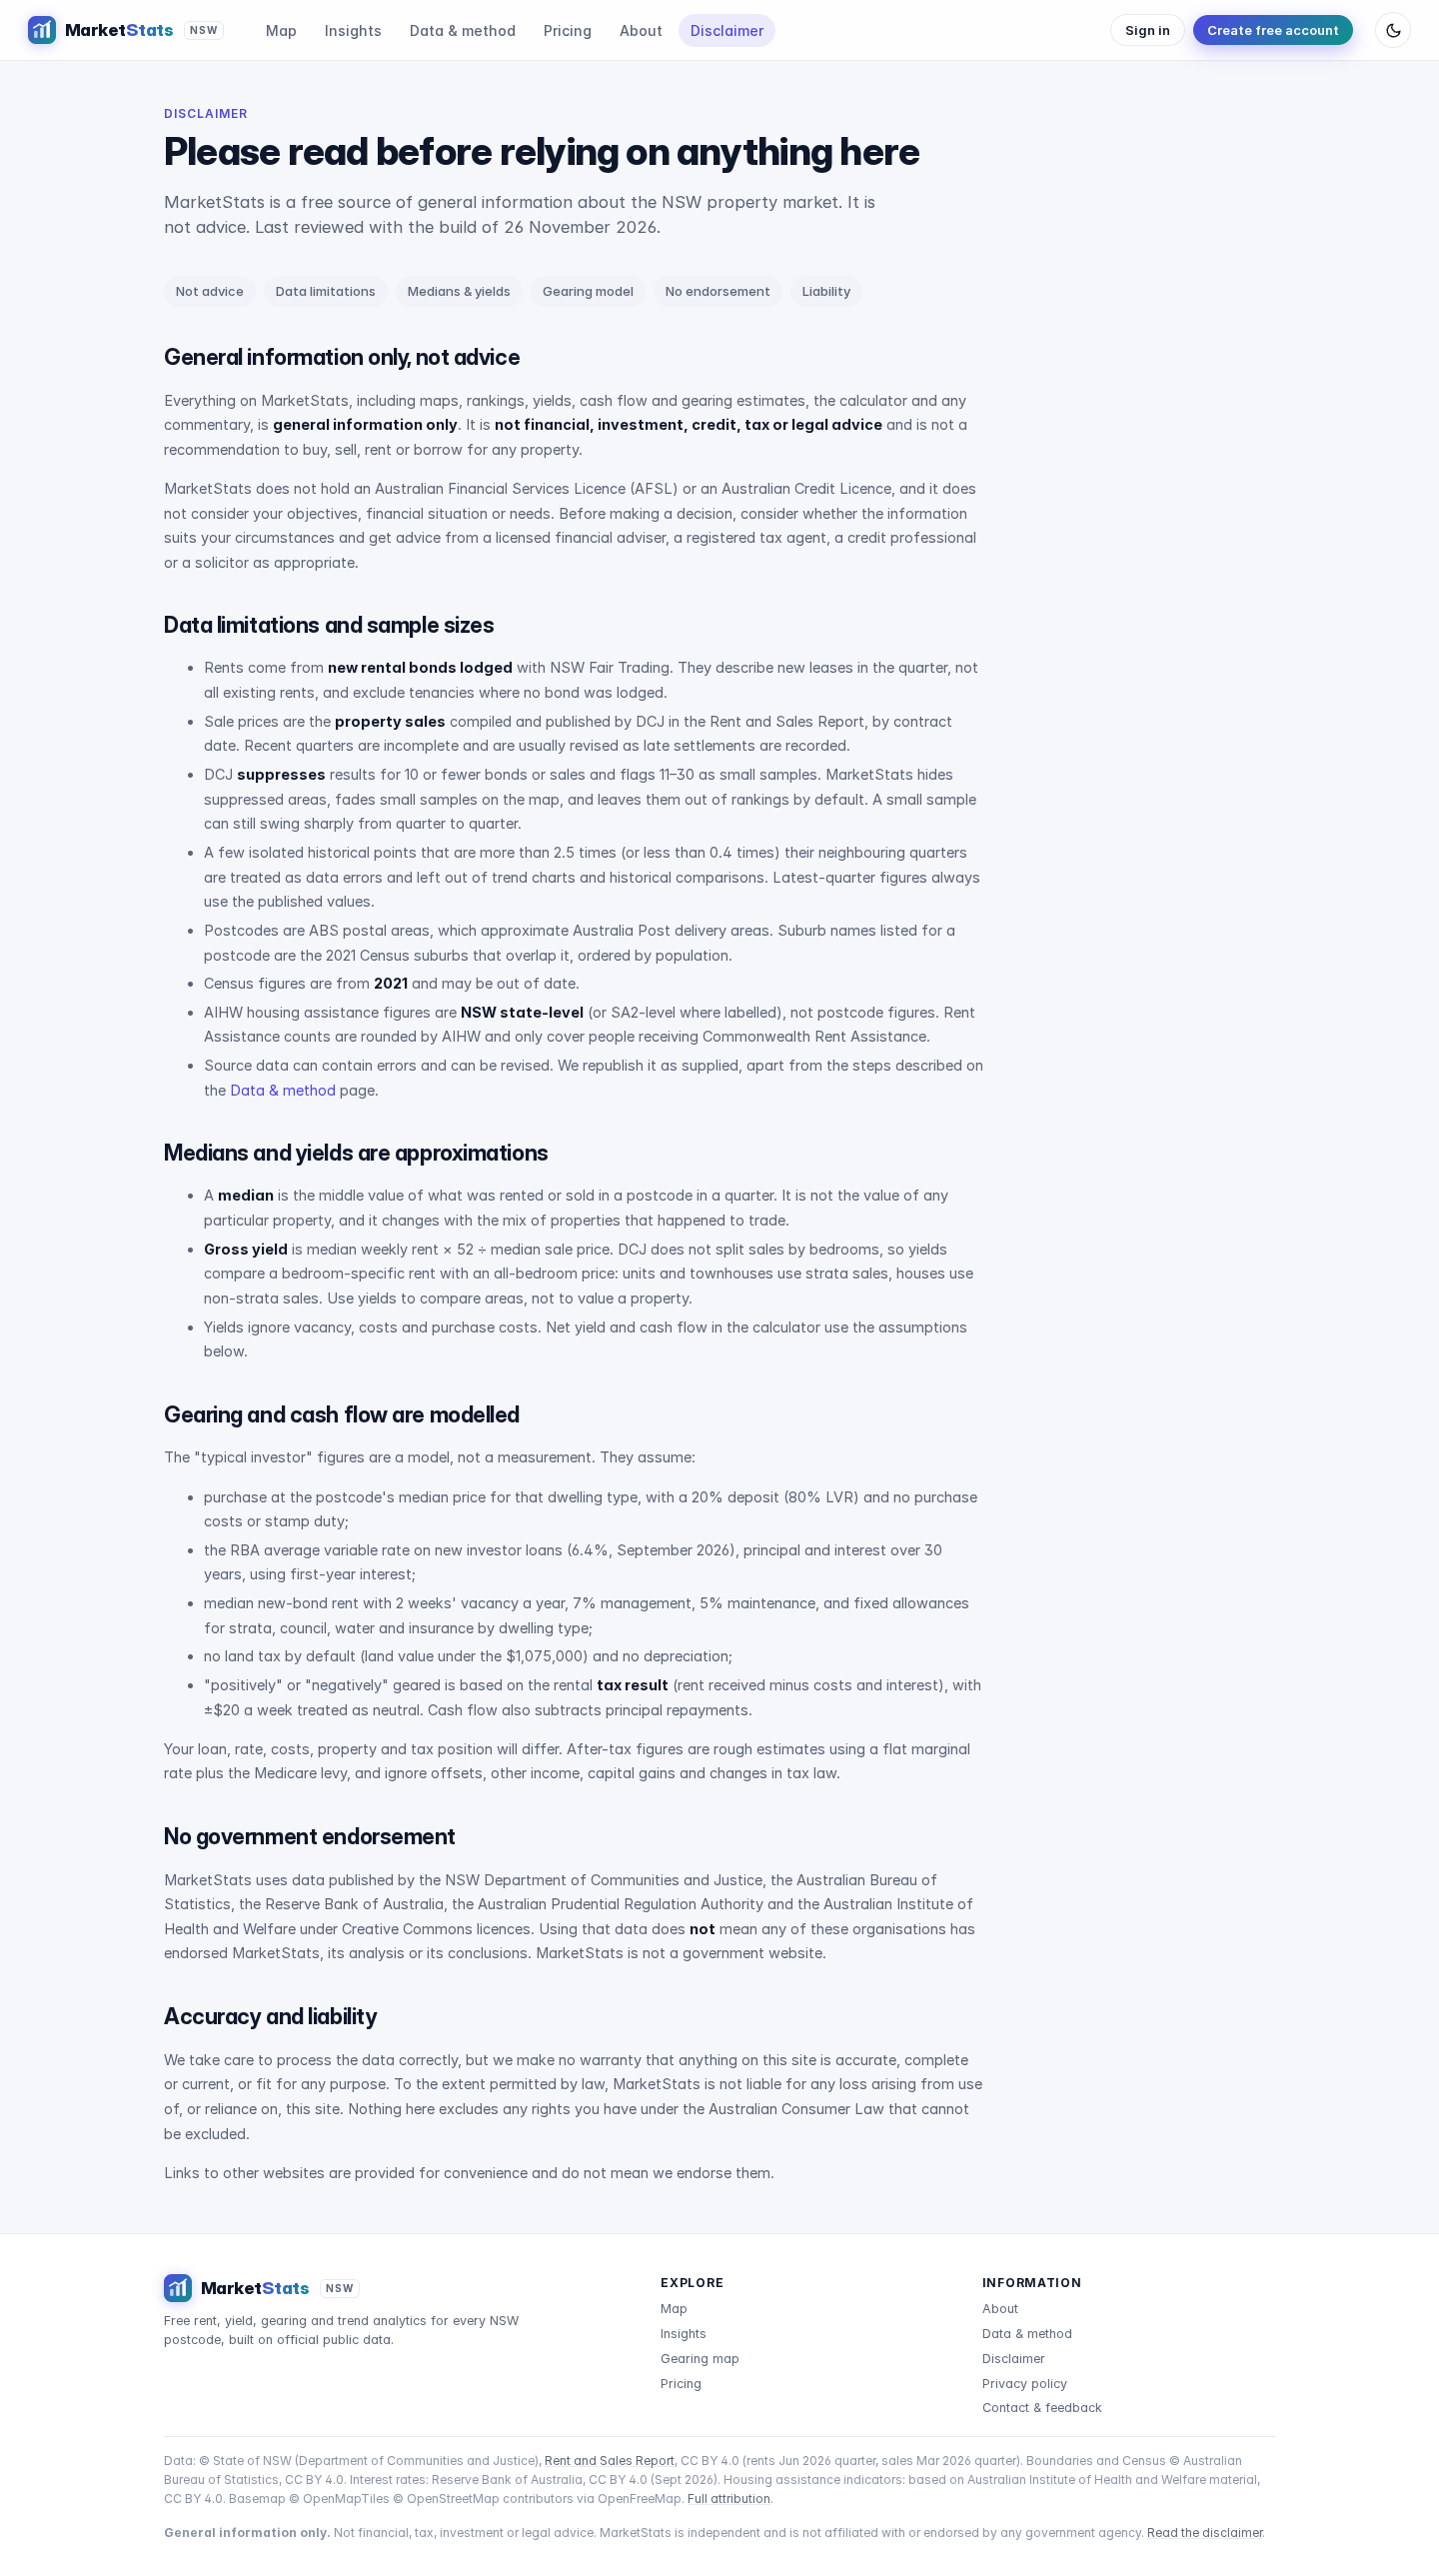 MarketStats NSW Map Insights Data & method Pricing About Disclaimer Sign in Create free account
DISCLAIMER
Please read before relying on anything here
MarketStats is a free source of general information about the NSW property market. It is
not advice. Last reviewed with the build of 26 November 2026.
Not advice Data limitations Medians & yields Gearing model No endorsement Liability
General information only, not advice
Everything on MarketStats, including maps, rankings, yields, cash flow and gearing estimates, the calculator and any
commentary, is general information only. It is not financial, investment, credit, tax or legal advice and is not a
recommendation to buy, sell, rent or borrow for any property.
MarketStats does not hold an Australian Financial Services Licence (AFSL) or an Australian Credit Licence, and it does
not consider your objectives, financial situation or needs. Before making a decision, consider whether the information
suits your circumstances and get advice from a licensed financial adviser, a registered tax agent, a credit professional
or a solicitor as appropriate.
Data limitations and sample sizes
• Rents come from new rental bonds lodged with NSW Fair Trading. They describe new leases in the quarter, not
all existing rents, and exclude tenancies where no bond was lodged.
• Sale prices are the property sales compiled and published by DCJ in the Rent and Sales Report, by contract
date. Recent quarters are incomplete and are usually revised as late settlements are recorded.
• DCJ suppresses results for 10 or fewer bonds or sales and flags 11–30 as small samples. MarketStats hides
suppressed areas, fades small samples on the map, and leaves them out of rankings by default. A small sample
can still swing sharply from quarter to quarter.
• A few isolated historical points that are more than 2.5 times (or less than 0.4 times) their neighbouring quarters
are treated as data errors and left out of trend charts and historical comparisons. Latest-quarter figures always
use the published values.
• Postcodes are ABS postal areas, which approximate Australia Post delivery areas. Suburb names listed for a
postcode are the 2021 Census suburbs that overlap it, ordered by population.
• Census figures are from 2021 and may be out of date.
• AIHW housing assistance figures are NSW state-level (or SA2-level where labelled), not postcode figures. Rent
Assistance counts are rounded by AIHW and only cover people receiving Commonwealth Rent Assistance.
• Source data can contain errors and can be revised. We republish it as supplied, apart from the steps described on
the Data & method page.
Medians and yields are approximations
• A median is the middle value of what was rented or sold in a postcode in a quarter. It is not the value of any
particular property, and it changes with the mix of properties that happened to trade.
• Gross yield is median weekly rent × 52 ÷ median sale price. DCJ does not split sales by bedrooms, so yields
compare a bedroom-specific rent with an all-bedroom price: units and townhouses use strata sales, houses use
non-strata sales. Use yields to compare areas, not to value a property.
• Yields ignore vacancy, costs and purchase costs. Net yield and cash flow in the calculator use the assumptions
below.
Gearing and cash flow are modelled
The "typical investor" figures are a model, not a measurement. They assume:
• purchase at the postcode's median price for that dwelling type, with a 20% deposit (80% LVR) and no purchase
costs or stamp duty;
• the RBA average variable rate on new investor loans (6.4%, September 2026), principal and interest over 30
years, using first-year interest;
• median new-bond rent with 2 weeks' vacancy a year, 7% management, 5% maintenance, and fixed allowances
for strata, council, water and insurance by dwelling type;
• no land tax by default (land value under the $1,075,000) and no depreciation;
• "positively" or "negatively" geared is based on the rental tax result (rent received minus costs and interest), with
±$20 a week treated as neutral. Cash flow also subtracts principal repayments.
Your loan, rate, costs, property and tax position will differ. After-tax figures are rough estimates using a flat marginal
rate plus the Medicare levy, and ignore offsets, other income, capital gains and changes in tax law.
No government endorsement
MarketStats uses data published by the NSW Department of Communities and Justice, the Australian Bureau of
Statistics, the Reserve Bank of Australia, the Australian Prudential Regulation Authority and the Australian Institute of
Health and Welfare under Creative Commons licences. Using that data does not mean any of these organisations has
endorsed MarketStats, its analysis or its conclusions. MarketStats is not a government website.
Accuracy and liability
We take care to process the data correctly, but we make no warranty that anything on this site is accurate, complete
or current, or fit for any purpose. To the extent permitted by law, MarketStats is not liable for any loss arising from use
of, or reliance on, this site. Nothing here excludes any rights you have under the Australian Consumer Law that cannot
be excluded.
Links to other websites are provided for convenience and do not mean we endorse them.
MarketStats NSW
Free rent, yield, gearing and trend analytics for every NSW
postcode, built on official public data.
EXPLORE
Map
Insights
Gearing map
Pricing
INFORMATION
About
Data & method
Disclaimer
Privacy policy
Contact & feedback
Data: © State of NSW (Department of Communities and Justice), Rent and Sales Report, CC BY 4.0 (rents Jun 2026 quarter, sales Mar 2026 quarter). Boundaries and Census © Australian
Bureau of Statistics, CC BY 4.0. Interest rates: Reserve Bank of Australia, CC BY 4.0 (Sept 2026). Housing assistance indicators: based on Australian Institute of Health and Welfare material,
CC BY 4.0. Basemap © OpenMapTiles © OpenStreetMap contributors via OpenFreeMap. Full attribution.
General information only. Not financial, tax, investment or legal advice. MarketStats is independent and is not affiliated with or endorsed by any government agency. Read the disclaimer.